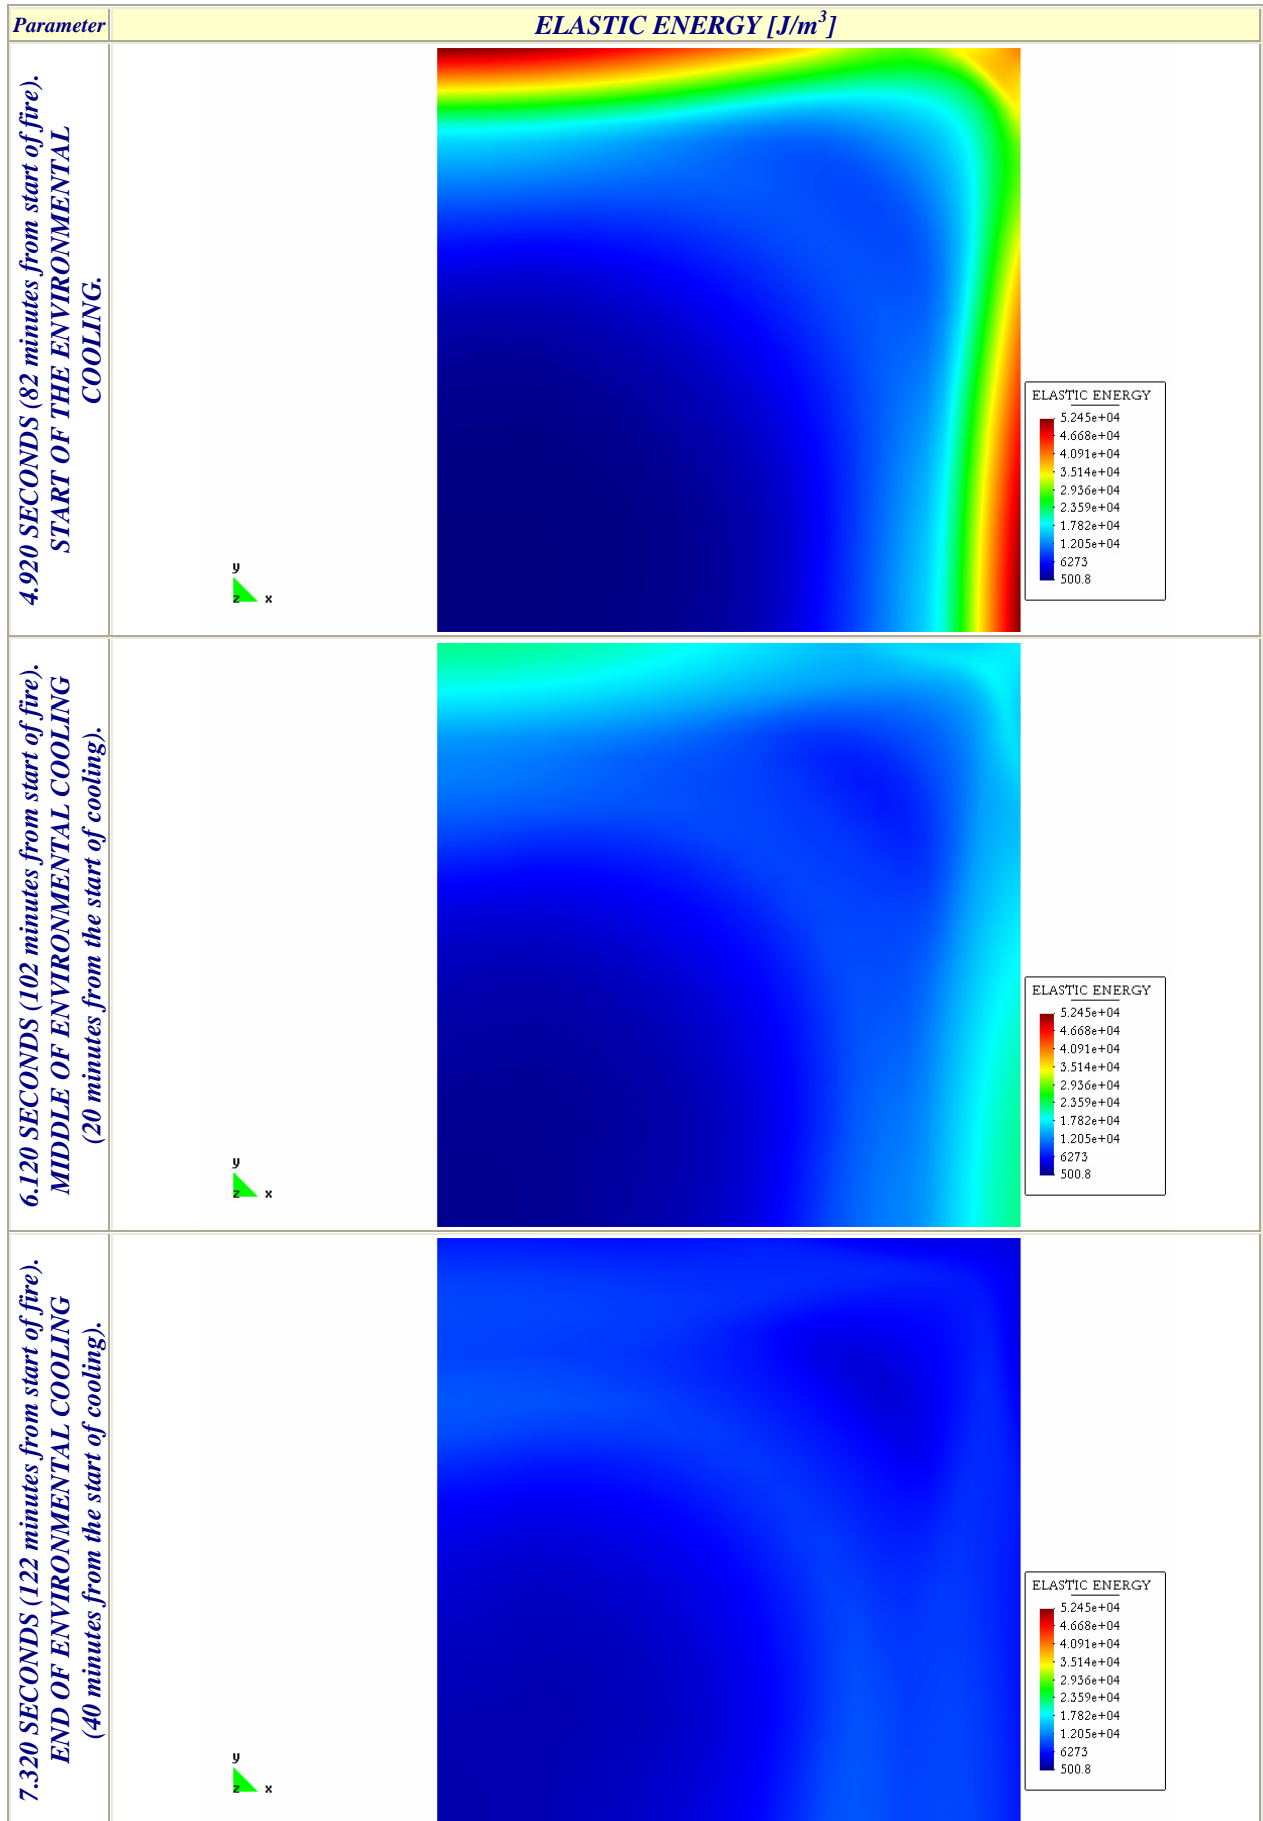 Parameter
ELASTIC ENERGY [J/m³]
4.920 SECONDS (82 minutes from start of fire).
START OF THE ENVIRONMENTAL
COOLING.
y
z x
ELASTIC ENERGY
5.245e+04
4.668e+04
4.091e+04
3.514e+04
2.936e+04
2.359e+04
1.782e+04
1.205e+04
6273
500.8
6.120 SECONDS (102 minutes from start of fire).
MIDDLE OF ENVIRONMENTAL COOLING
(20 minutes from the start of cooling).
y
z x
ELASTIC ENERGY
5.245e+04
4.668e+04
4.091e+04
3.514e+04
2.936e+04
2.359e+04
1.782e+04
1.205e+04
6273
500.8
7.320 SECONDS (122 minutes from start of fire).
END OF ENVIRONMENTAL COOLING
(40 minutes from the start of cooling).
y
z x
ELASTIC ENERGY
5.245e+04
4.668e+04
4.091e+04
3.514e+04
2.936e+04
2.359e+04
1.782e+04
1.205e+04
6273
500.8